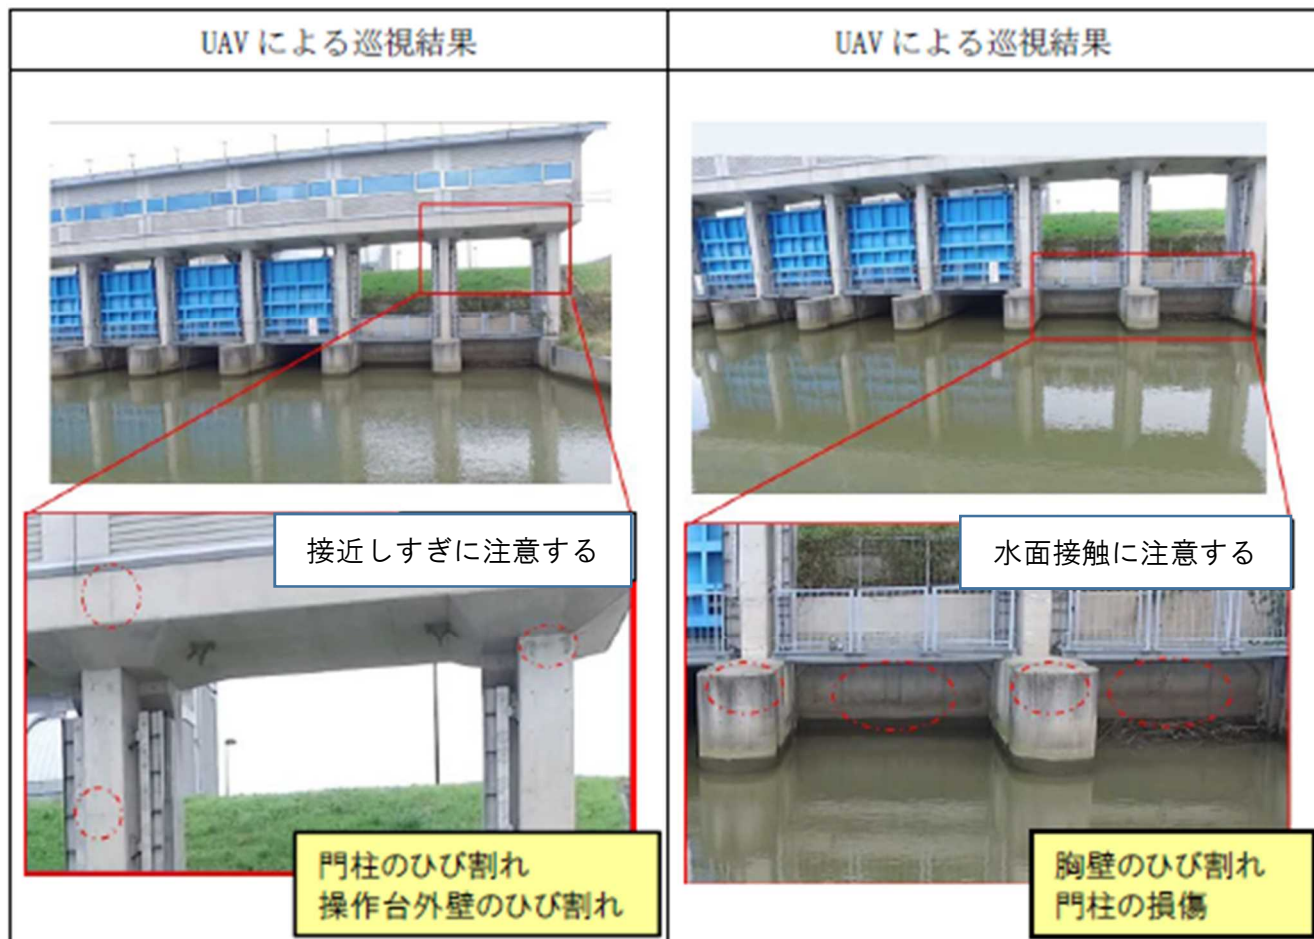 UAVによる巡視結果
UAVによる巡視結果
接近しすぎに注意する
門柱のひび割れ
操作台外壁のひび割れ
水面接触に注意する
胸壁のひび割れ
門柱の損傷